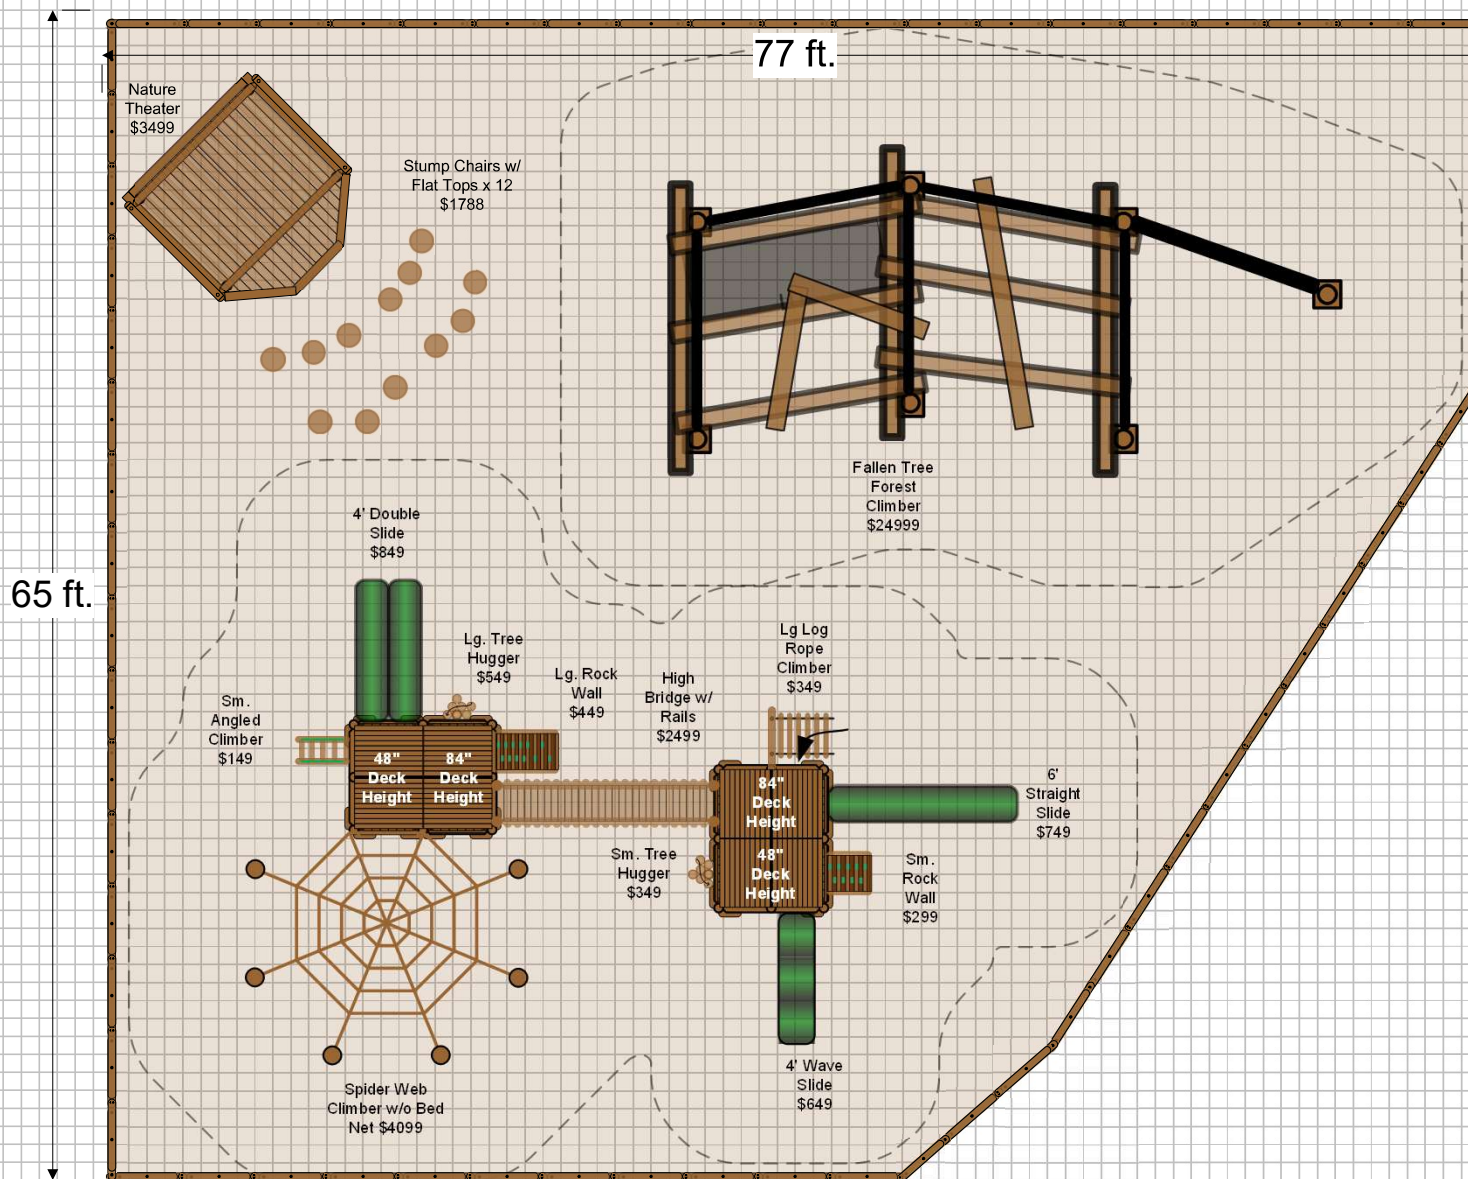 77 ft.
Nature
Theater
$3499
Stump Chairs w/
Flat Tops x 12
$1788
Fallen Tree
Forest
Climber
$24999
4' Double
Slide
$849
65 ft.
Lg. Tree
Hugger
$549
Lg. Rock
Wall
$449
High
Bridge w/
Rails
$2499
Lg Log
Rope
Climber
$349
Sm.
Angled
Climber
$149
48"
Deck
Height
84"
Deck
Height
84"
Deck
Height
48"
Deck
Height
6'
Straight
Slide
$749
Sm. Tree
Hugger
$349
Sm.
Rock
Wall
$299
4' Wave
Slide
$649
Spider Web
Climber w/o Bed
Net $4099